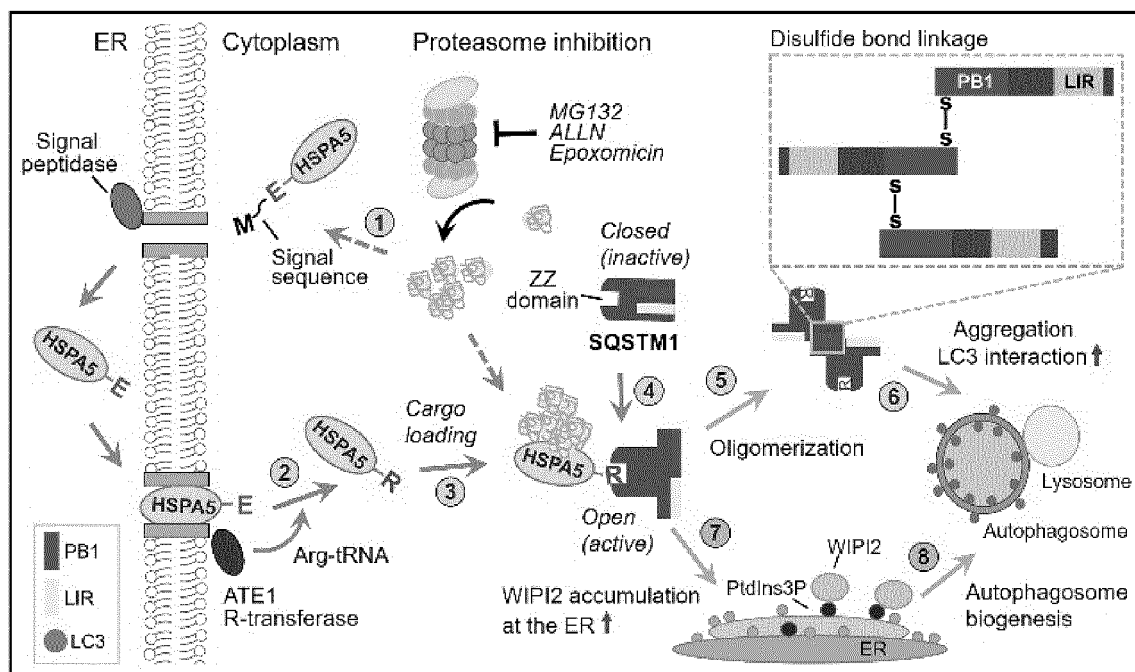 ER
Cytoplasm
Proteasome inhibition
Disulfide bond linkage
PB1
LIR
S
S
S
S
MG132
ALLN
Epoxomicin
Signal
peptidase
HSPA5
E
M
Signal
sequence
1
Closed
(inactive)
ZZ
domain
SQSTM1
HSPA5
E
4
5
R
R
Aggregation
LC3 interaction
6
Oligomerization
Cargo
loading
HSPA5
R
2
3
HSPA5
R
HSPA5
E
Open
(active)
7
Lysosome
Autophagosome
PB1
LIR
LC3
Arg-tRNA
ATE1
R-transferase
WIPI2 accumulation
at the ER
WIPI2
PtdIns3P
8
ER
Autophagosome
biogenesis